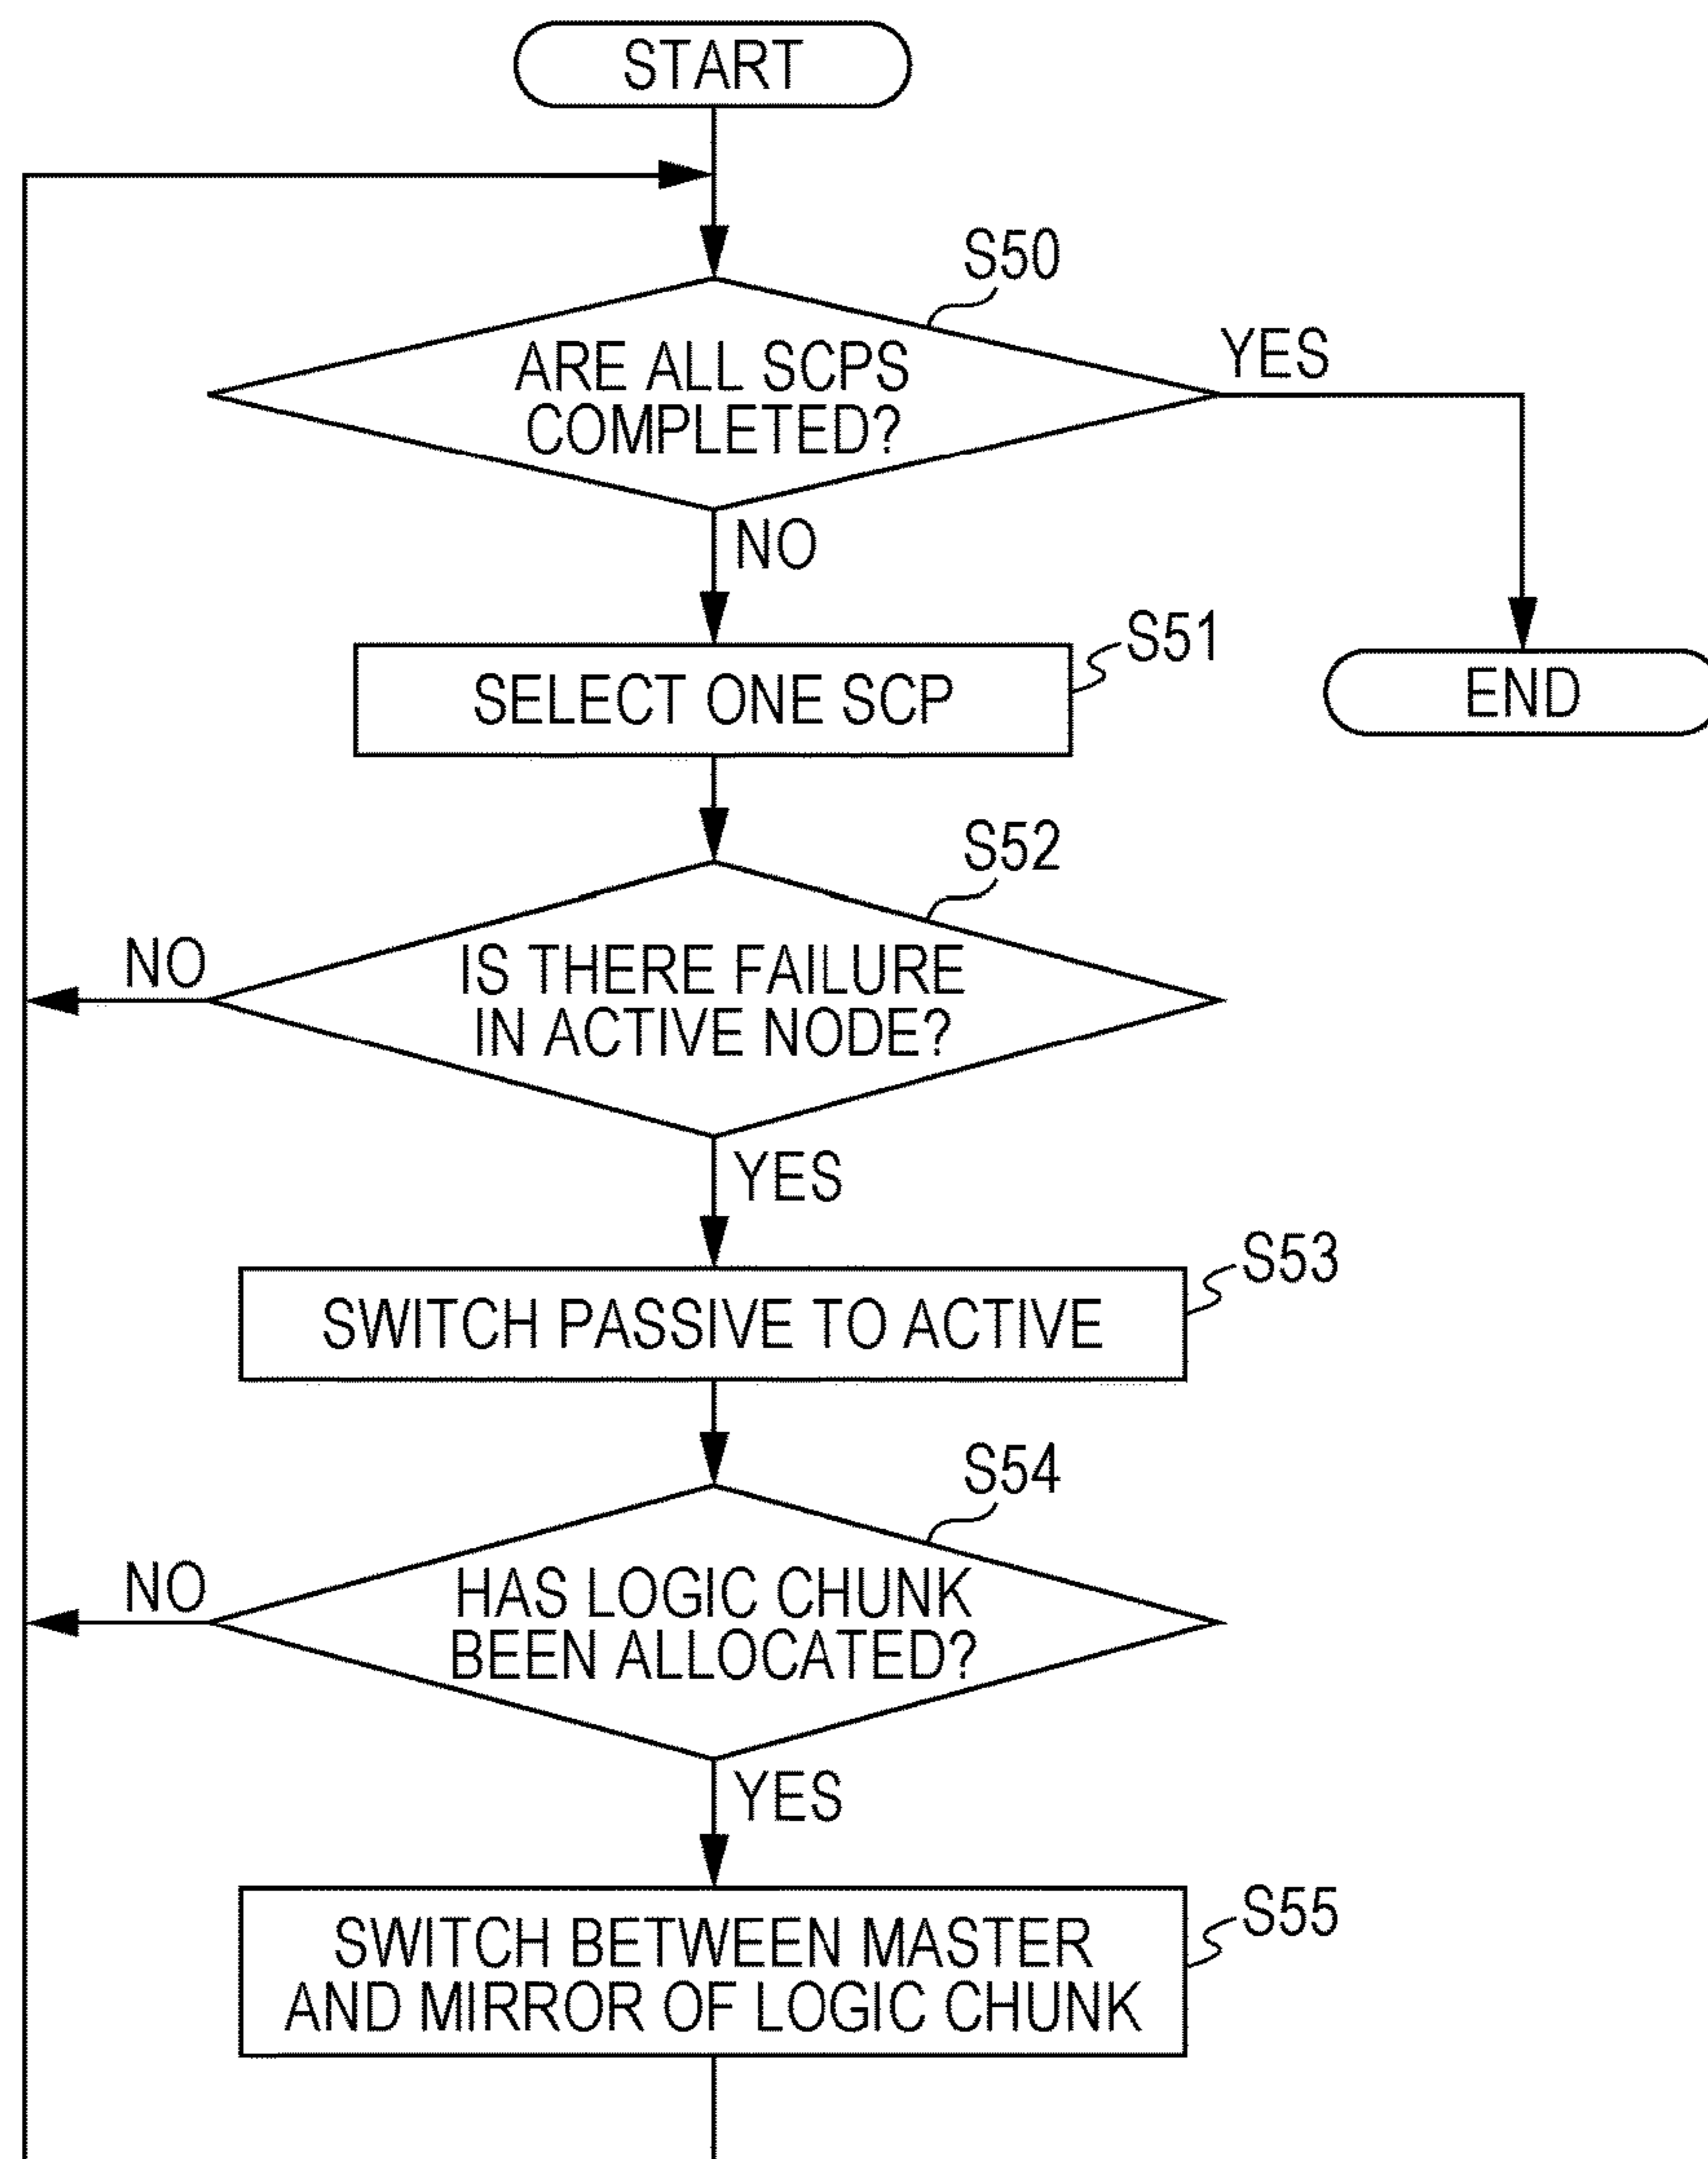 START
S50
ARE ALL SCPS
COMPLETED?
YES
NO
S51
SELECT ONE SCP
END
S52
IS THERE FAILURE
IN ACTIVE NODE?
NO
YES
S53
SWITCH PASSIVE TO ACTIVE
S54
HAS LOGIC CHUNK
BEEN ALLOCATED?
NO
YES
S55
SWITCH BETWEEN MASTER
AND MIRROR OF LOGIC CHUNK